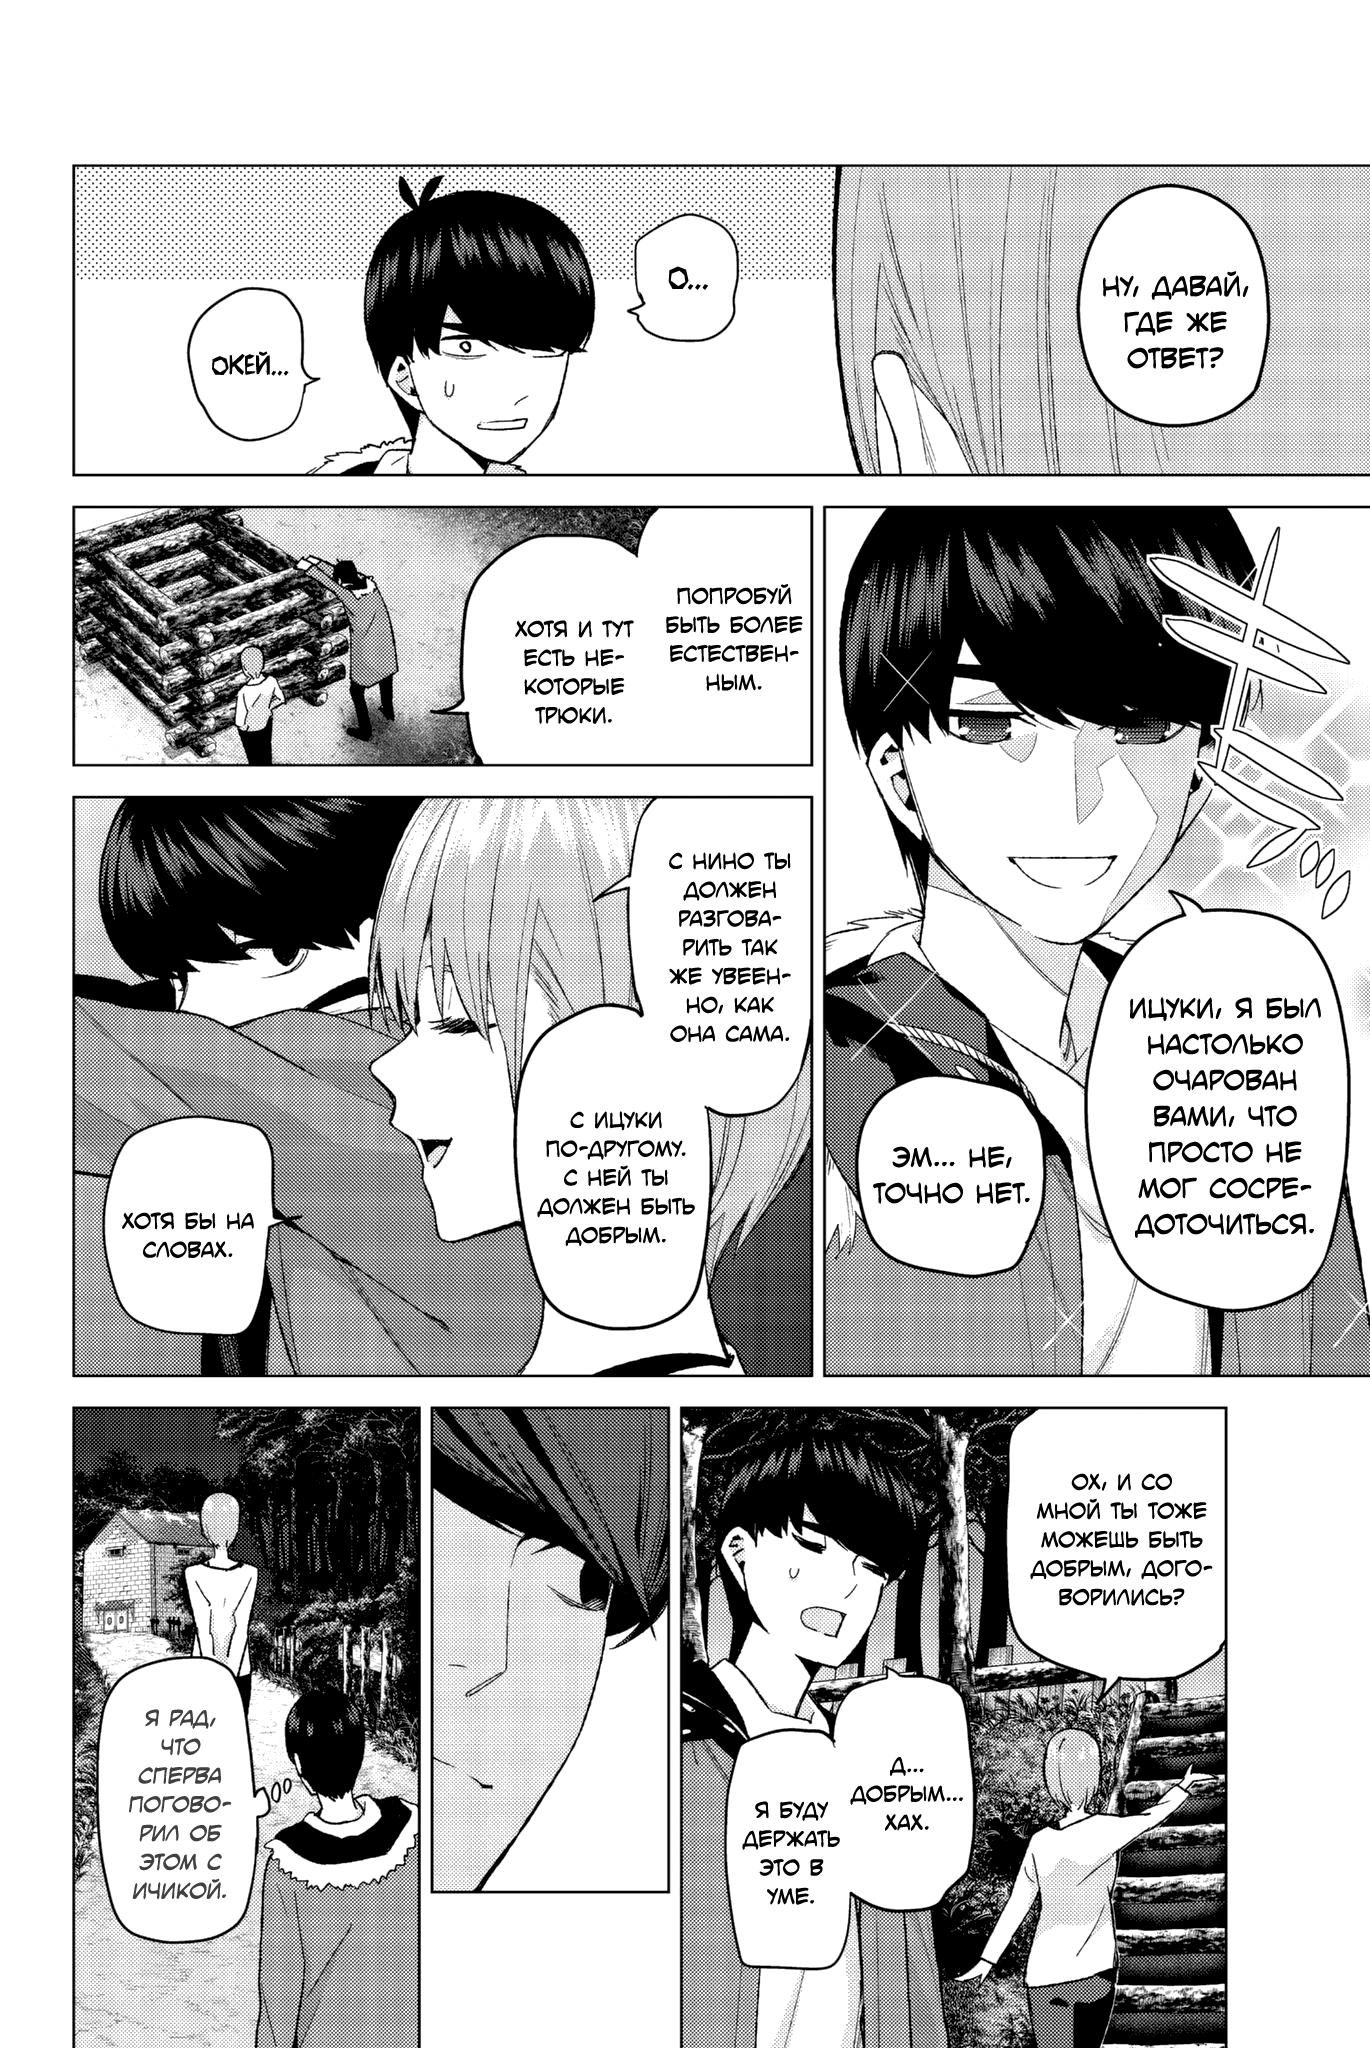 НУ, ДАВАЙ,
ГДЕ ЖЕ
ОТВЕТ?
О...
ОКЕЙ...
ИЦУКИ, Я БЫЛ
НАСТОЛЬКО
ОЧАРОВАН
ВАМИ, ЧТО
ПРОСТО НЕ
МОГ СОСРЕ-
ДОТОЧИТЬСЯ.
ЭМ... НЕ,
ТОЧНО НЕТ.
ПОПРОБУЙ
БЫТЬ БОЛЕЕ
ЕСТЕСТВЕН-
НЫМ.
ХОТЯ И ТУТ
ЕСТЬ НЕ-
КОТОРЫЕ
ТРЮКИ.
С НИНО ТЫ
ДОЛЖЕН
РАЗГОВА-
РИТЬ ТАК
ЖЕ УВЕЕН-
НО, КАК
ОНА САМА.
С ИЦУКИ
ПО-ДРУГОМУ.
С НЕЙ ТЫ
ДОЛЖЕН БЫТЬ
ДОБРЫМ.
ХОТЯ БЫ НА
СЛОВАХ.
ОХ, И СО
МНОЙ ТЫ ТОЖЕ
МОЖЕШЬ БЫТЬ
ДОБРЫМ, ДОГО-
ВОРИЛИСЬ?
Д...
ДОБРЫМ...
ХАХ.
Я БУДУ
ДЕРЖАТЬ
ЭТО В
УМЕ.
Я РАД,
ЧТО
СПЕРВА
ПОГОВО-
РИЛ ОБ
ЭТОМ С
ИЧИКОЙ.